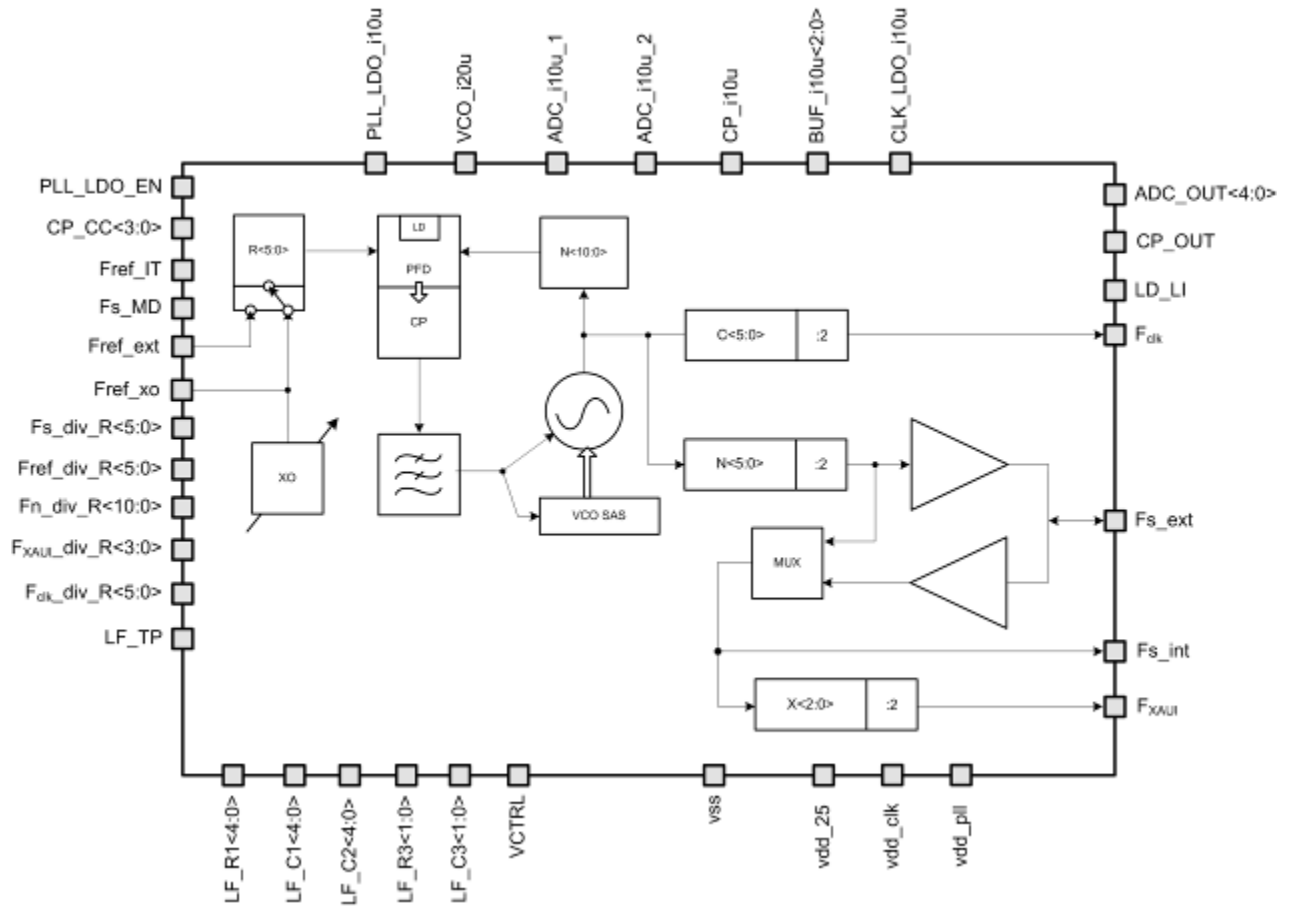 PLL_LDO_i10u
VCO_i20u
ADC_i10u_1
ADC_i10u_2
CP_i10u
BUF_i10u<2:0>
CLK_LDO_i10u
PLL_LDO_EN
CP_CC<3:0>
Fref_IT
Fs_MD
Fref_ext
Fref_xo
Fs_div_R<5:0>
Fref_div_R<5:0>
Fn_div_R<10:0>
FXAUI_div_R<3:0>
Fclk_div_R<5:0>
LF_TP
R<5:0>
LD
PFD
CP
N<10:0>
C<5:0>
:2
XO
VCO SAS
N<5:0>
:2
MUX
X<2:0>
:2
ADC_OUT<4:0>
CP_OUT
LD_LI
Fclk
Fs_ext
Fs_int
FXAUI
LF_R1<4:0>
LF_C1<4:0>
LF_C2<4:0>
LF_R3<1:0>
LF_C3<1:0>
VCTRL
vss
vdd_25
vdd_clk
vdd_pll